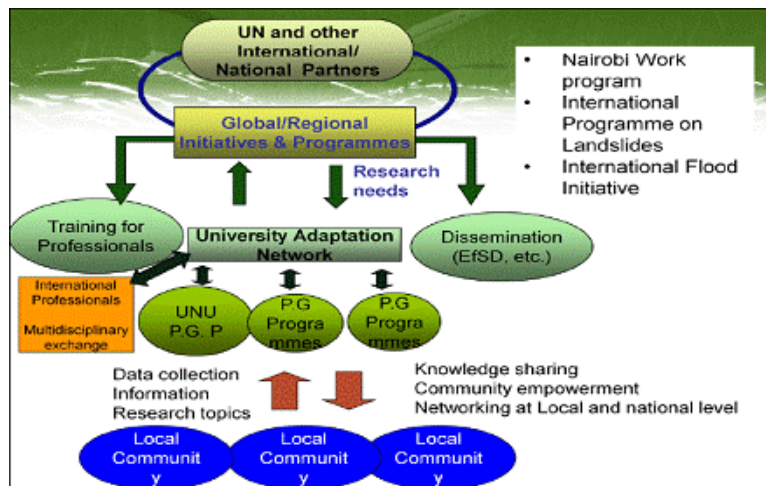 UN and other
International/
National Partners
• Nairobi Work
program
• International
Programme on
Landslides
• International Flood
Initiative
Global/Regional
Initiatives & Programmes
Research
needs
Training for
Professionals
University Adaptation
Network
Dissemination
(EfSD, etc.)
International
Professionals
Multidisciplinary
exchange
UNU
P.G. P
P.G
Progra
mmes
P.G
Progra
mmes
Data collection
Information
Research topics
Knowledge sharing
Community empowerment
Networking at Local and national level
Local
Communit
y
Local
Communit
y
Local
Communit
y